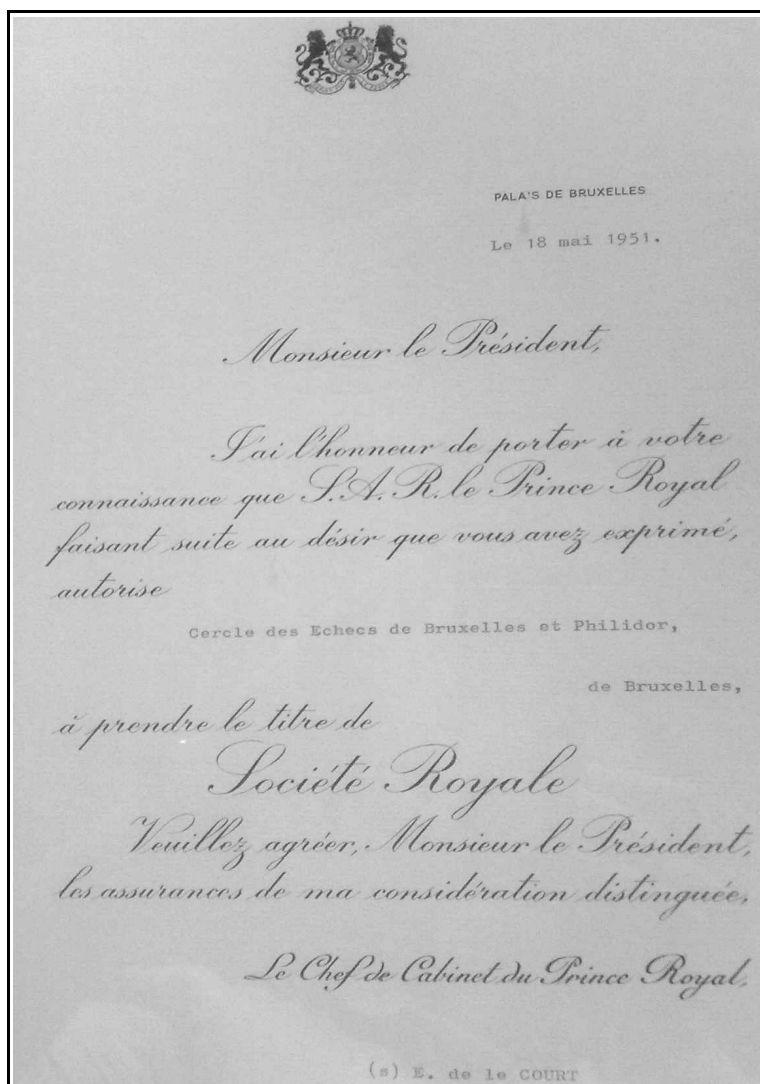 PALA'S DE BRUXELLES
Le 18 mai 1951.
Monsieur le Président,
J'ai l'honneur de porter à votre
connaissance que S.A.R. le Prince Royal
faisant suite au désir que vous avez exprimé,
autorise
Cercle des Echecs de Bruxelles et Philidor,
de Bruxelles,
à prendre le titre de
Société Royale
Veuillez agréer, Monsieur le Président,
les assurances de ma considération distinguée,
Le Chef de Cabinet du Prince Royal,
(s) E. de le COURT